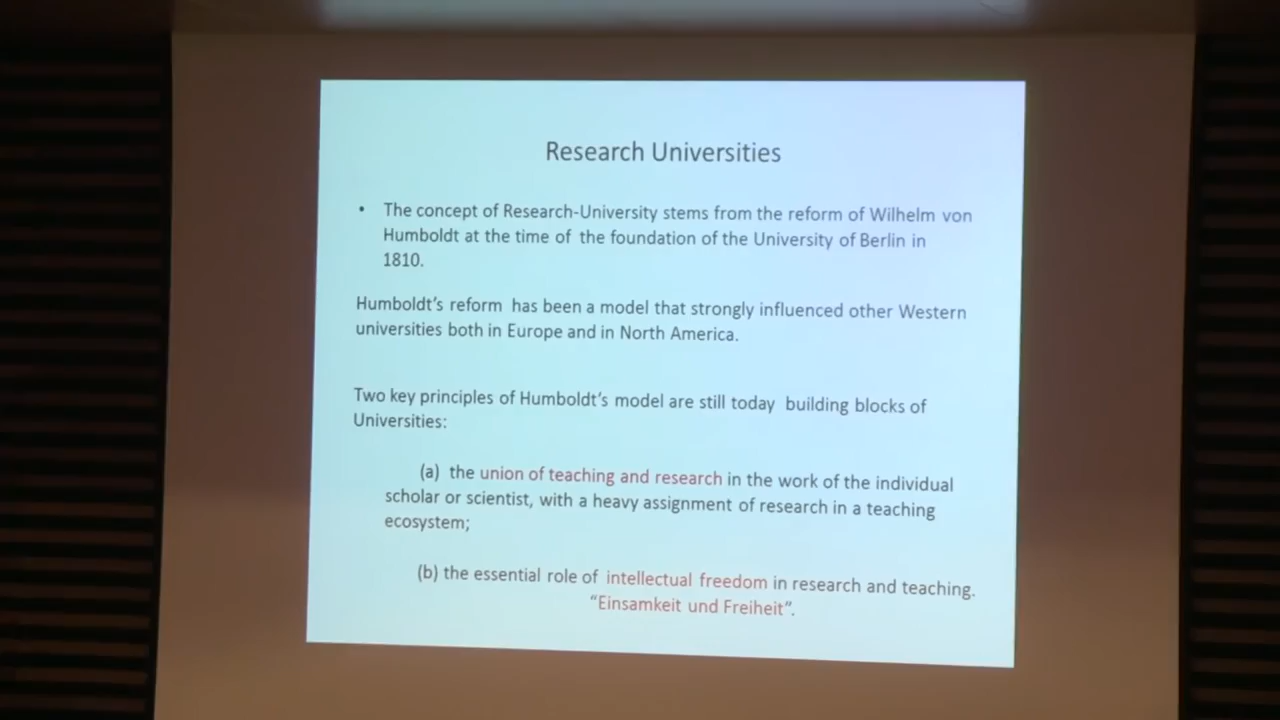 Research Universities
• The concept of Research-University stems from the reform of Wilhelm von
Humboldt at the time of the foundation of the University of Berlin in
1810.
Humboldt's reform has been a model that strongly influenced other Western
universities both in Europe and in North America.
Two key principles of Humboldt's model are still today building blocks of
Universities:
(a) the union of teaching and research in the work of the individual
scholar or scientist, with a heavy assignment of research in a teaching
ecosystem;
(b) the essential role of intellectual freedom in research and teaching.
“Einsamkeit und Freiheit”.